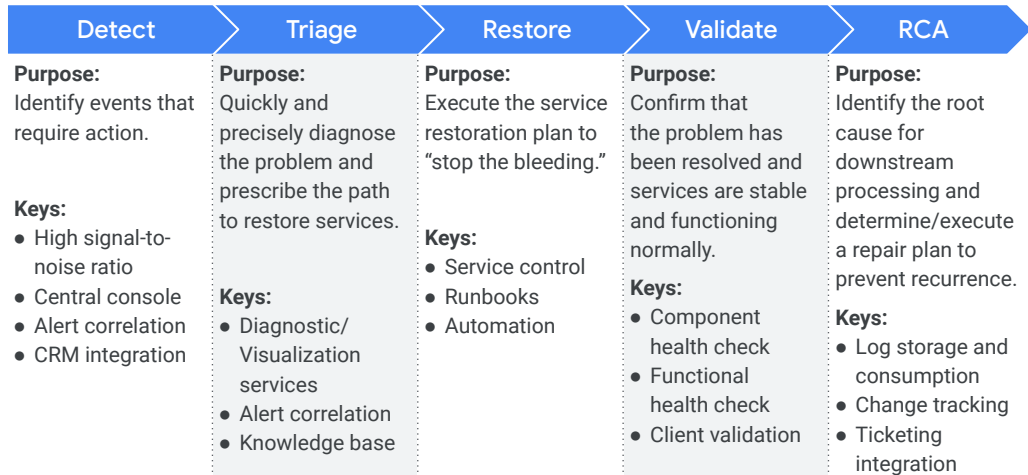 Detect
Triage
Restore
Validate
RCA
Purpose:
Identify events that
require action.
Keys:
● High signal-to-
noise ratio
● Central console
● Alert correlation
● CRM integration
Purpose:
Quickly and
precisely diagnose
the problem and
prescribe the path
to restore services.
Keys:
● Diagnostic/
Visualization
services
● Alert correlation
● Knowledge base
Purpose:
Execute the service
restoration plan to
“stop the bleeding.”
Keys:
● Service control
● Runbooks
● Automation
Purpose:
Confirm that
the problem has
been resolved and
services are stable
and functioning
normally.
Keys:
● Component
health check
● Functional
health check
● Client validation
Purpose:
Identify the root
cause for
downstream
processing and
determine/execute
a repair plan to
prevent recurrence.
Keys:
● Log storage and
consumption
● Change tracking
● Ticketing
integration